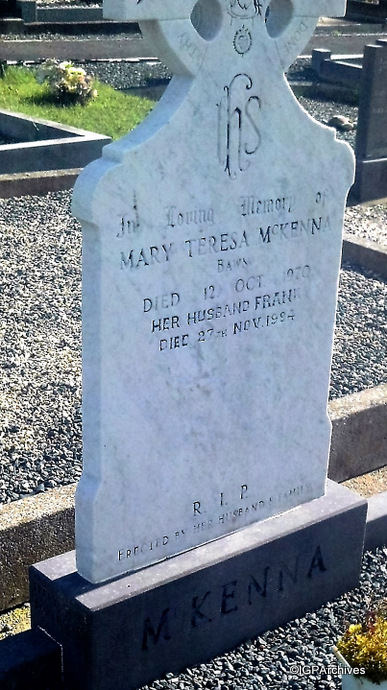 IHS
In Loving Memory of
MARY TERESA McKENNA
BAWN
DIED 12 OCT. 1970
HER HUSBAND FRANK
DIED 27TH NOV. 1994
R. I. P.
ERECTED BY HER HUSBAND & FAMILY
McKENNA
©IGPArchives